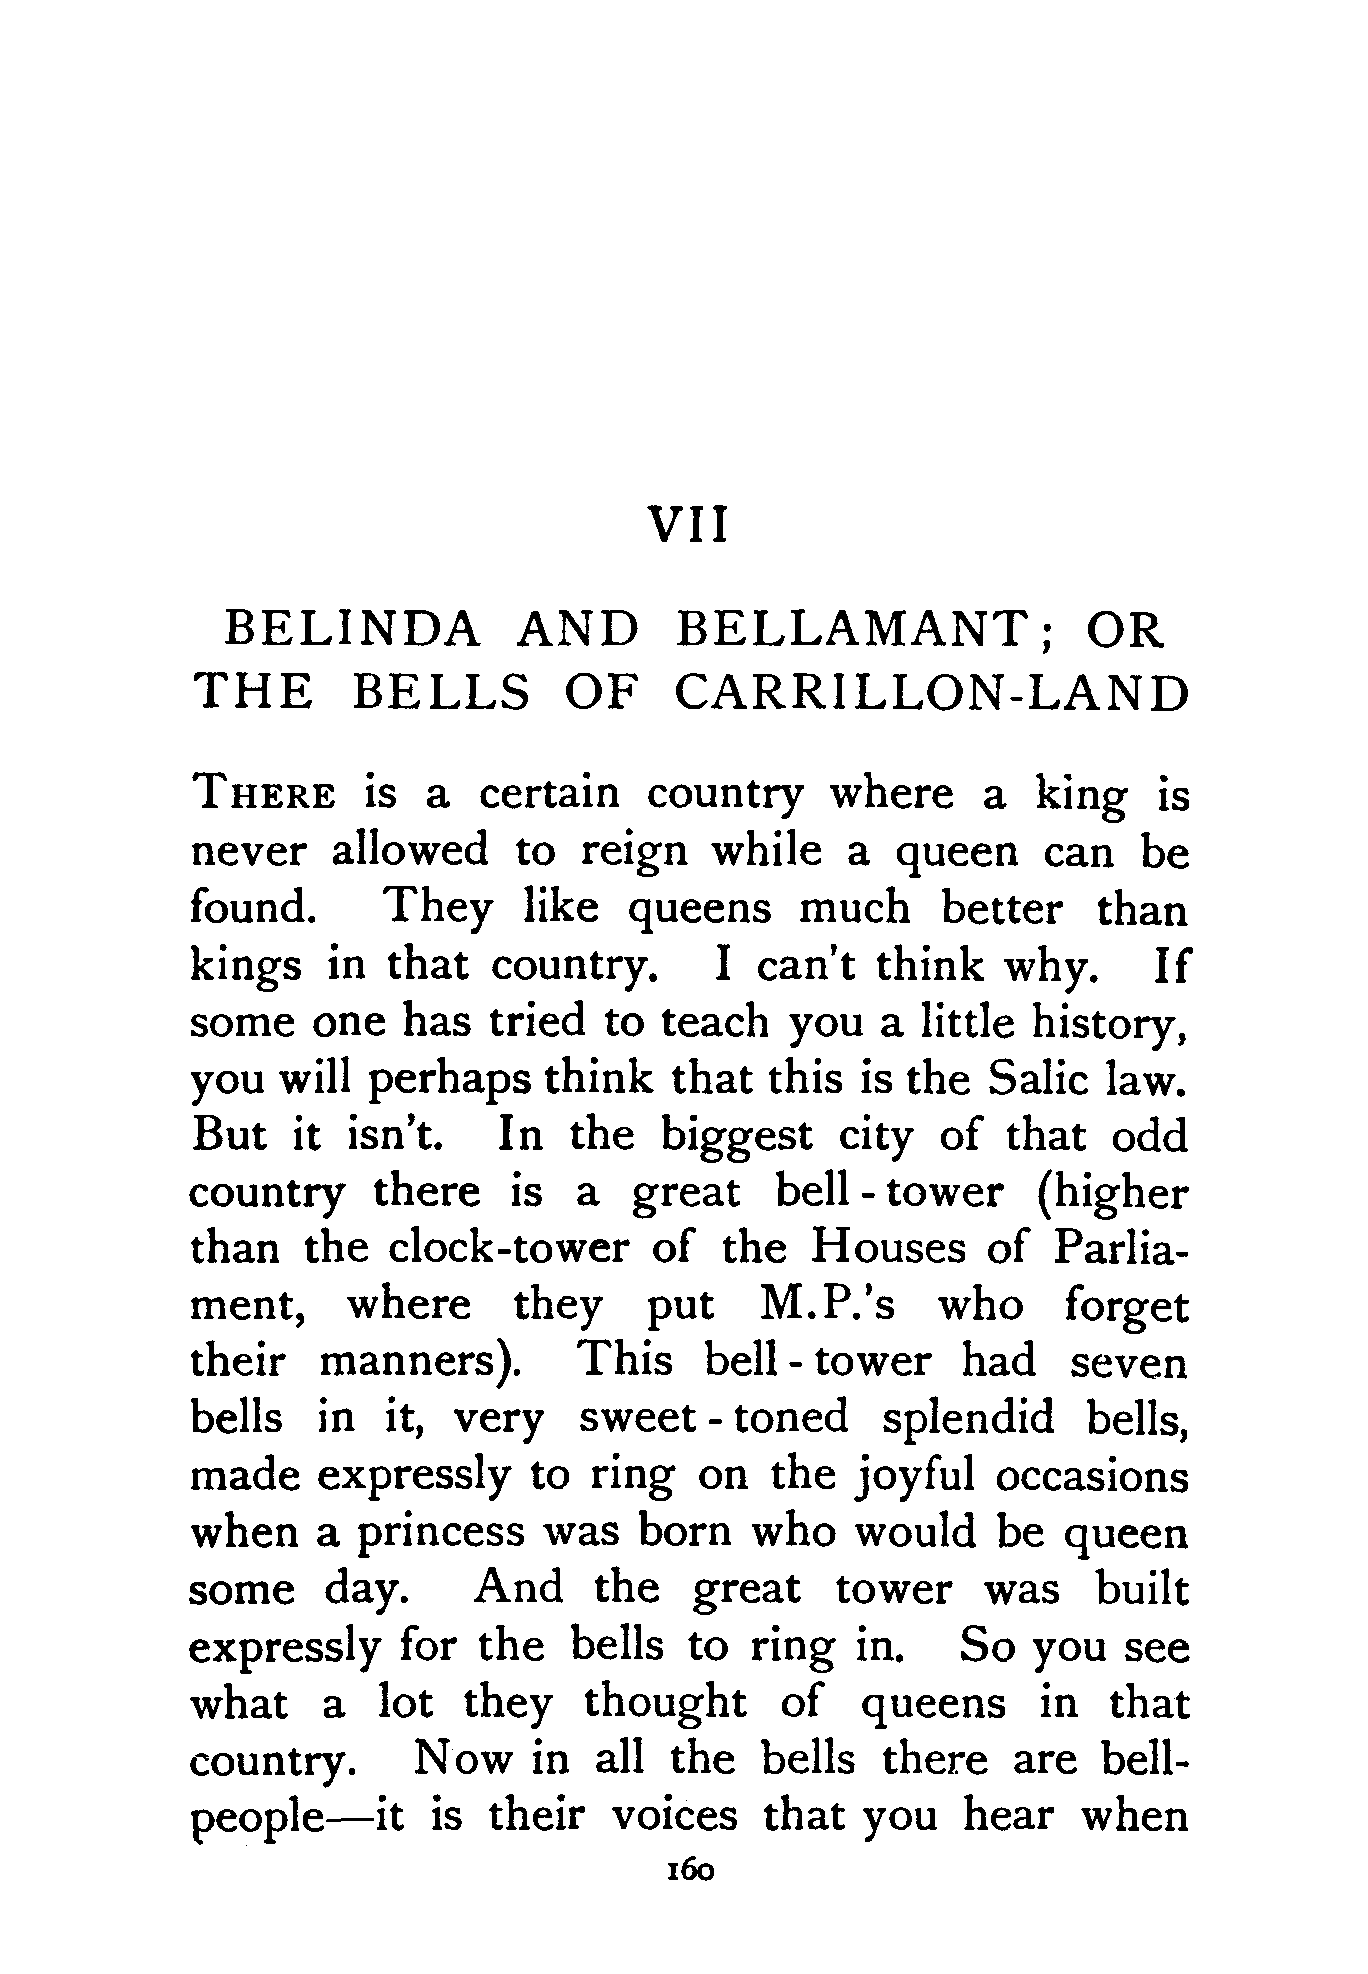 VII
BELINDA AND BELLAMANT; OR
THE BELLS OF CARRILLON-LAND
THERE is a certain country where a king is
never allowed to reign while a queen can be
found. They like queens much better than
kings in that country. I can't think why. If
some one has tried to teach you a little history,
you will perhaps think that this is the Salic law.
But it isn't. In the biggest city of that odd
country there is a great bell-tower (higher
than the clock-tower of the Houses of Parlia-
ment, where they put M.P.'s who forget
their manners). This bell-tower had seven
bells in it, very sweet-toned splendid bells,
made expressly to ring on the joyful occasions
when a princess was born who would be queen
some day. And the great tower was built
expressly for the bells to ring in. So you see
what a lot they thought of queens in that
country. Now in all the bells there are bell-
people—it is their voices that you hear when
160